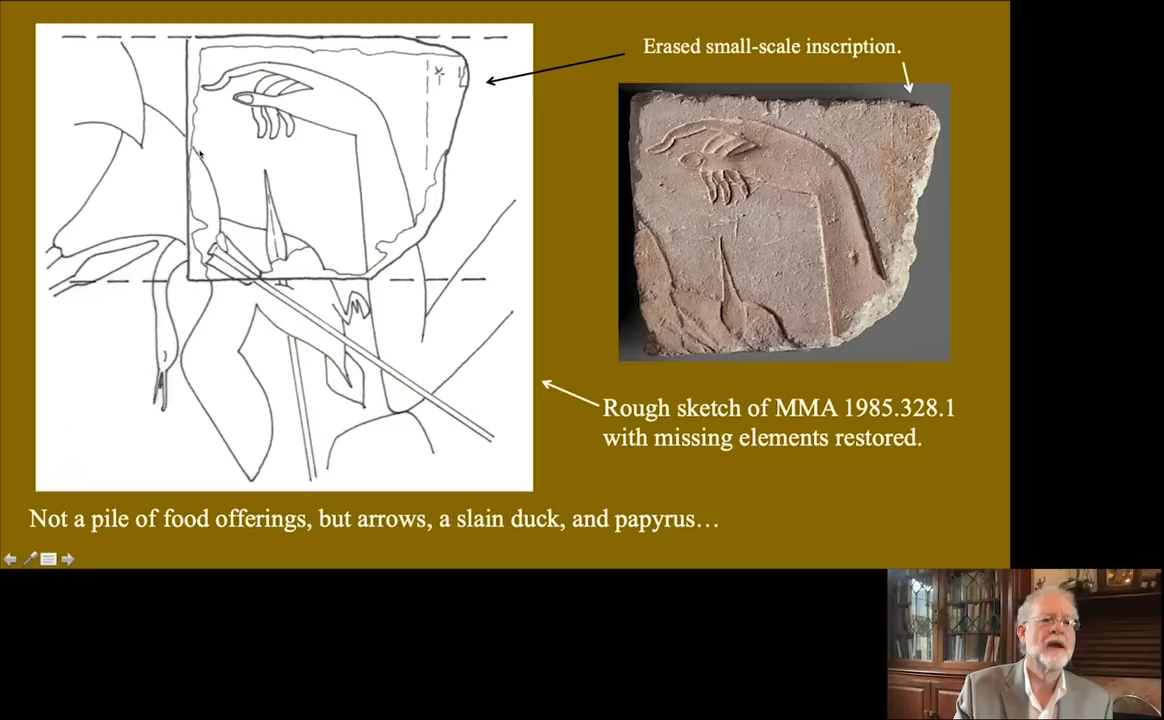 Erased small-scale inscription.
Rough sketch of MMA 1985.328.1
with missing elements restored.
Not a pile of food offerings, but arrows, a slain duck, and papyrus…